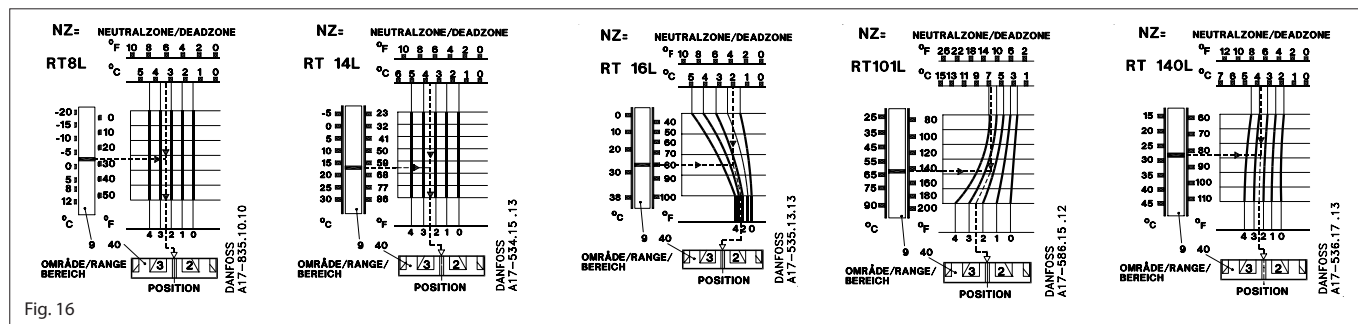 NZ= NEUTRALZONE/DEADZONE
°F 10 8 6 4 2 0
RT8L °C 5 4 3 2 1 0
-20
-15 0
-10 10
-5 20
0 30
5 40
8 50
12
°C °F 4 3 2 1 0
9 40
3 2
OMRÅDE/RANGE/
BEREICH
POSITION
DANFOSS
A17-835.10.10
NZ= NEUTRALZONE/DEADZONE
°F 10 8 6 4 2 0
RT 14L °C 6 5 4 3 2 1 0
-5 23
0 32
5 41
10 50
15 59
20 68
25 77
30 86
°C °F 4 3 2 1 0
9 40
3 2
OMRÅDE/RANGE/
BEREICH
POSITION
DANFOSS
A17-534.15.13
NZ= NEUTRALZONE/DEADZONE
°F 10 8 6 4 2 0
RT 16L °C 5 4 3 2 1 0
0 40
10 50
60
20 70
80
30 90
38 100
°C °F 4 2 0
9 40
3 2
OMRÅDE/RANGE/
BEREICH
POSITION
DANFOSS
A17-535.13.13
NZ= NEUTRALZONE/DEADZONE
°F 26 22 18 14 10 6 2
RT101L °C 15 13 11 9 7 5 3 1
25 80
35 100
45 120
55 140
65 160
75 180
90 200
°C °F 4 3 2 1 0
9 40
3 2
OMRÅDE/RANGE/
BEREICH
POSITION
DANFOSS
A17-586.15.12
NZ= NEUTRALZONE/DEADZONE
°F 12 10 8 6 4 2 0
RT 140L °C 7 6 5 4 3 2 1 0
15 60
20 70
25 80
30 90
35 100
40 110
45
°C °F 4 3 2 1 0
9 40
3 2
OMRÅDE/RANGE/
BEREICH
POSITION
DANFOSS
A17-536.17.13
Fig. 16